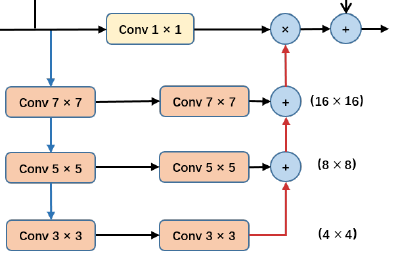 Conv 1 × 1
×
+
Conv 7 × 7
Conv 7 × 7
+
(16 × 16)
Conv 5 × 5
Conv 5 × 5
+
(8 × 8)
Conv 3 × 3
Conv 3 × 3
(4 × 4)